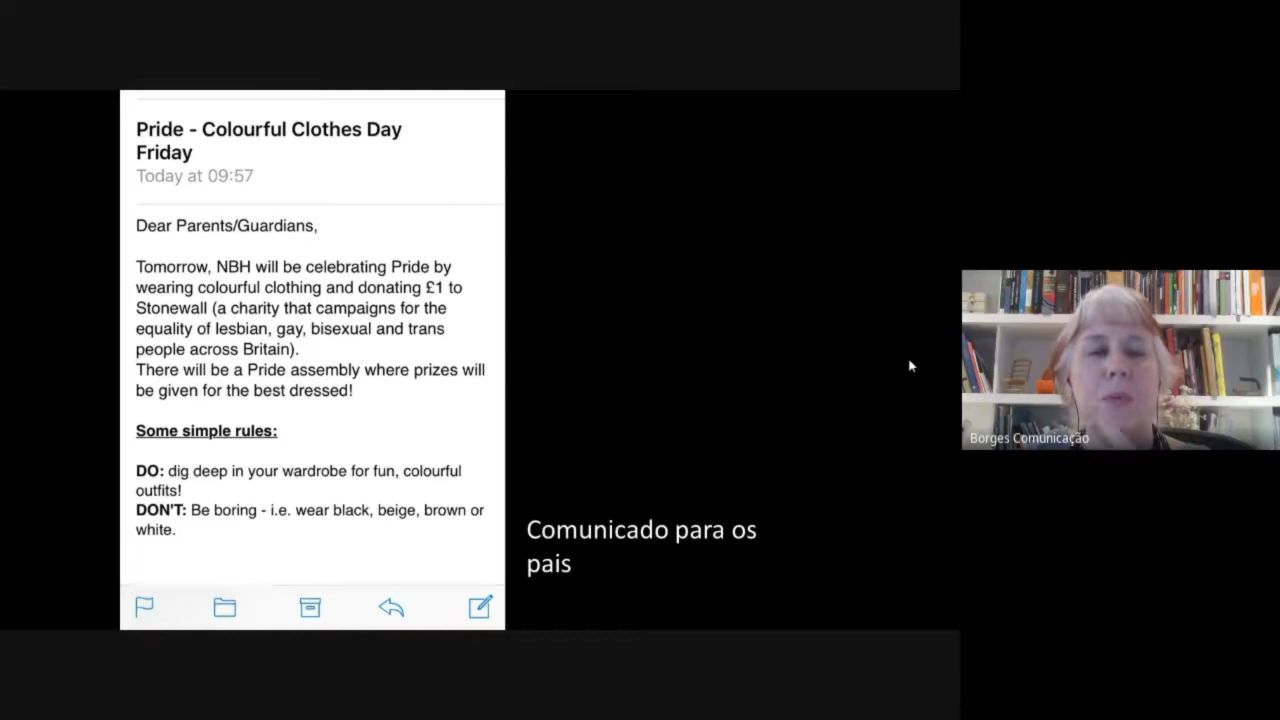 Pride - Colourful Clothes Day
Friday
Today at 09:57
Dear Parents/Guardians,
Tomorrow, NBH will be celebrating Pride by
wearing colourful clothing and donating £1 to
Stonewall (a charity that campaigns for the
equality of lesbian, gay, bisexual and trans
people across Britain).
There will be a Pride assembly where prizes will
be given for the best dressed!
Some simple rules:
DO: dig deep in your wardrobe for fun, colourful
outfits!
DON'T: Be boring - i.e. wear black, beige, brown or
white.
Comunicado para os
pais
Borges Comunicação